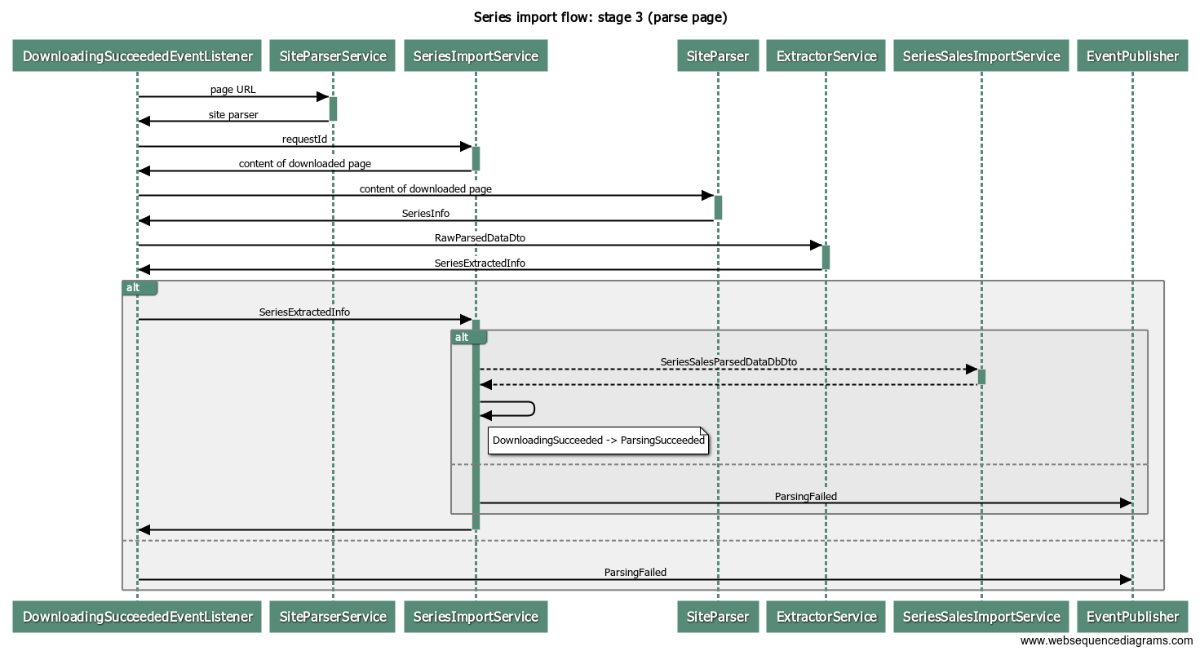 Series import flow: stage 3 (parse page)
DownloadingSucceededEventListener SiteParserService SeriesImportService SiteParser ExtractorService SeriesSalesImportService EventPublisher
page URL
site parser
requestId
content of downloaded page
content of downloaded page
SeriesInfo
RawParsedDataDto
SeriesExtractedInfo
alt
SeriesExtractedInfo
alt
SeriesSalesParsedDataDbDto
DownloadingSucceeded -> ParsingSucceeded
ParsingFailed
ParsingFailed
DownloadingSucceededEventListener SiteParserService SeriesImportService SiteParser ExtractorService SeriesSalesImportService EventPublisher
www.websequencediagrams.com